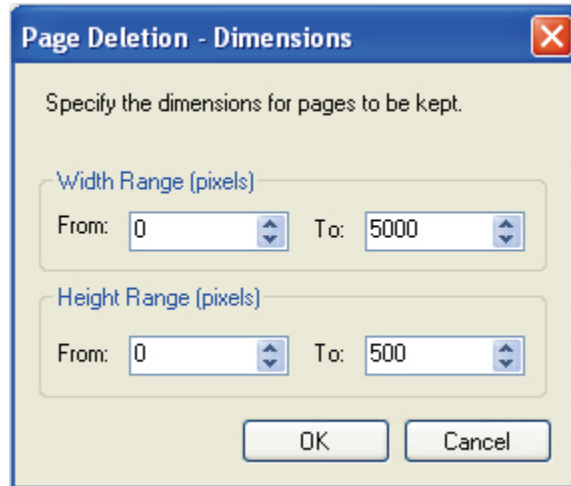 Page Deletion - Dimensions
Specify the dimensions for pages to be kept.
Width Range (pixels)
From: 0 To: 5000
Height Range (pixels)
From: 0 To: 500
OK Cancel